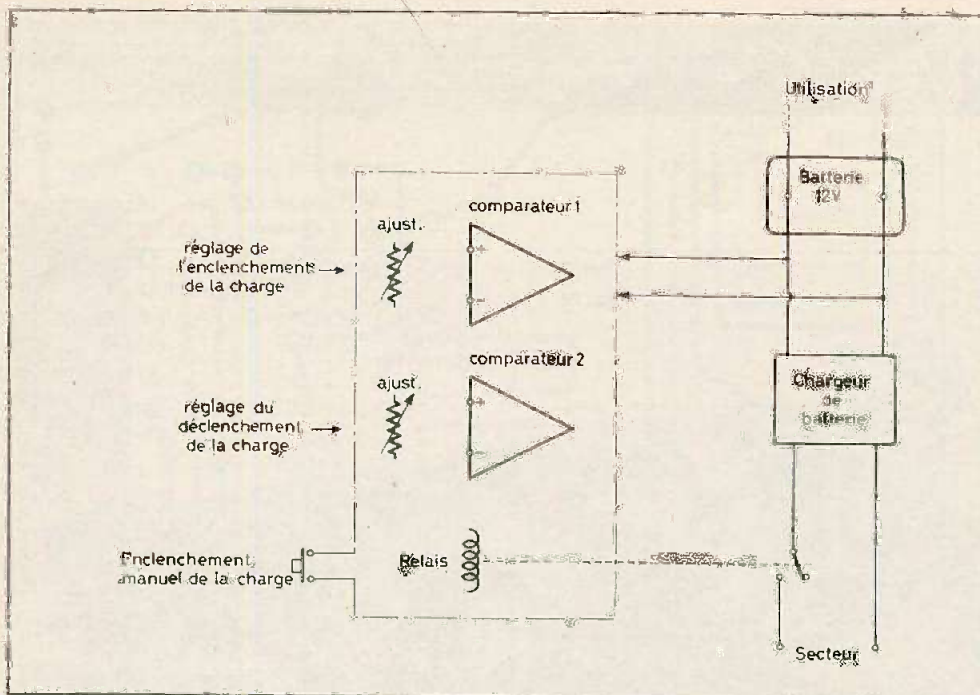 Utilisation
Batterie
12V
comparateur 1
ajust.
réglage de
l'enclenchement
de la charge
comparateur 2
ajust.
Chargeur
de
batterie
réglage du
déclenchement
de la charge
Enclenchement
manuel de la charge
Relais
Secteur